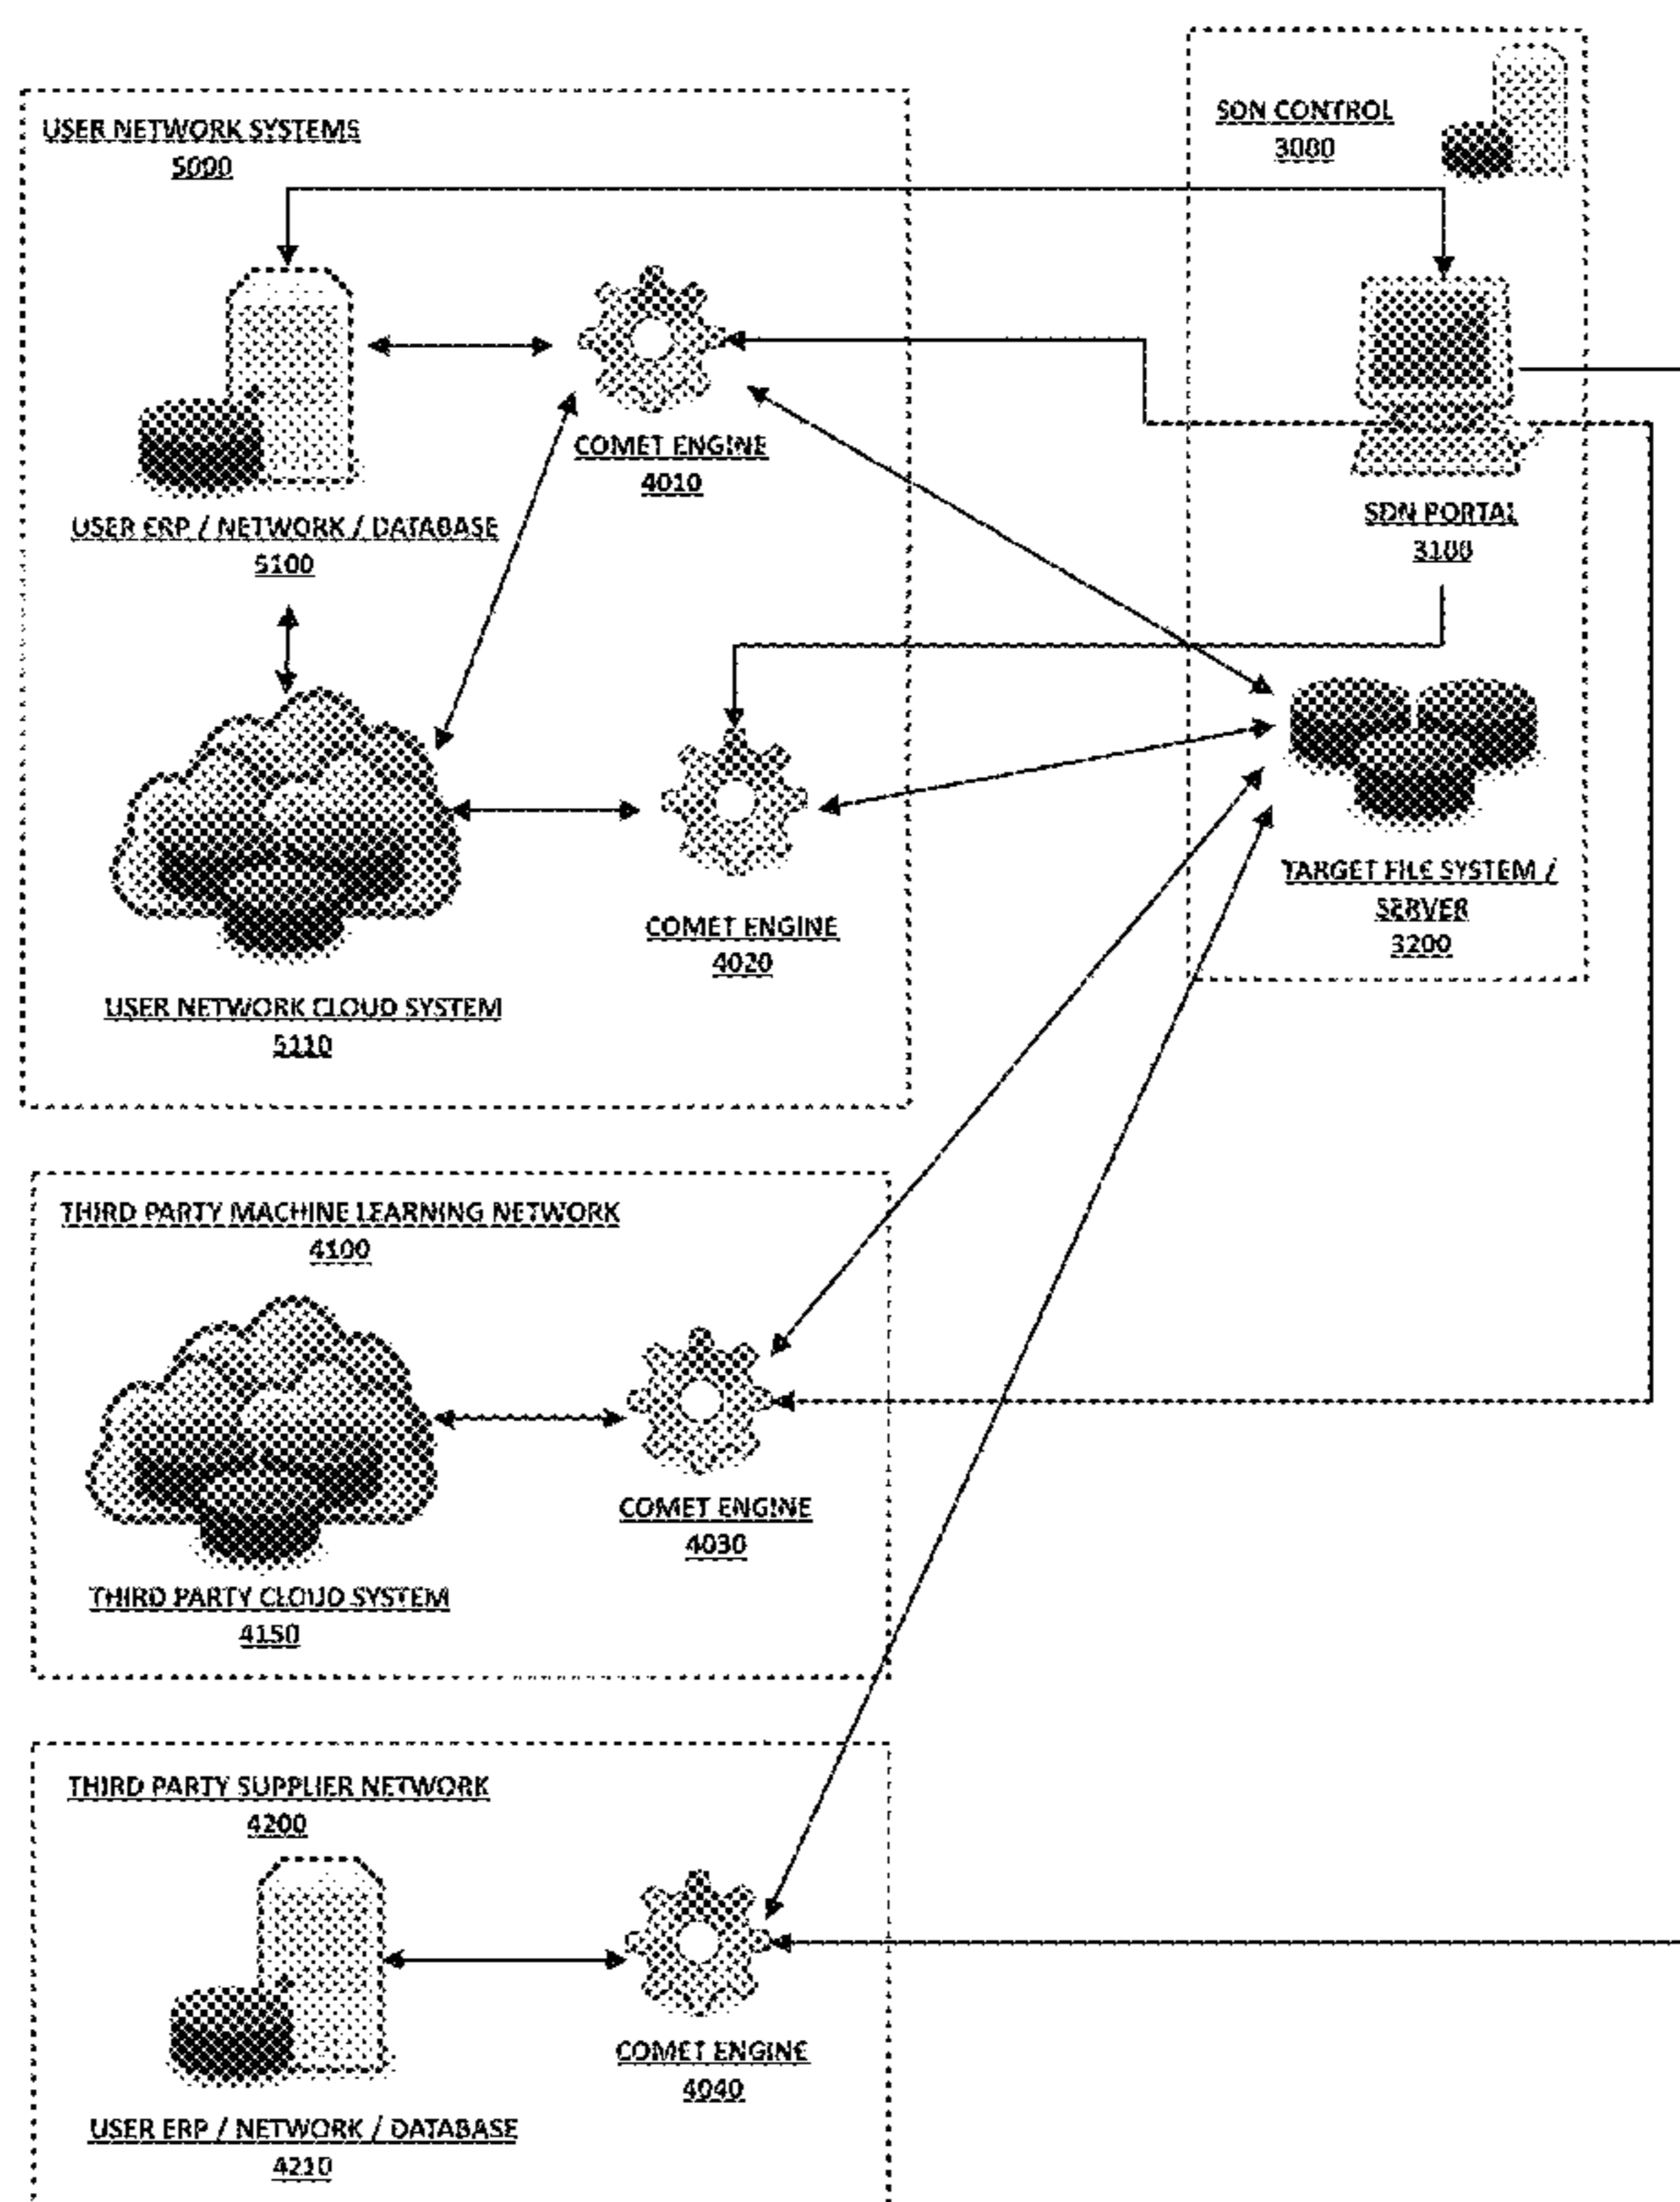 USER NETWORK SYSTEMS
5000
SDN CONTROL
3000
COMET ENGINE
4010
USER ERP / NETWORK / DATABASE
5100
SDN PORTAL
3100
TARGET FILE SYSTEM /
SERVER
3200
COMET ENGINE
4020
USER NETWORK CLOUD SYSTEM
5110
THIRD PARTY MACHINE LEARNING NETWORK
4100
COMET ENGINE
4030
THIRD PARTY CLOUD SYSTEM
4150
THIRD PARTY SUPPLIER NETWORK
4200
COMET ENGINE
4040
USER ERP / NETWORK / DATABASE
4210